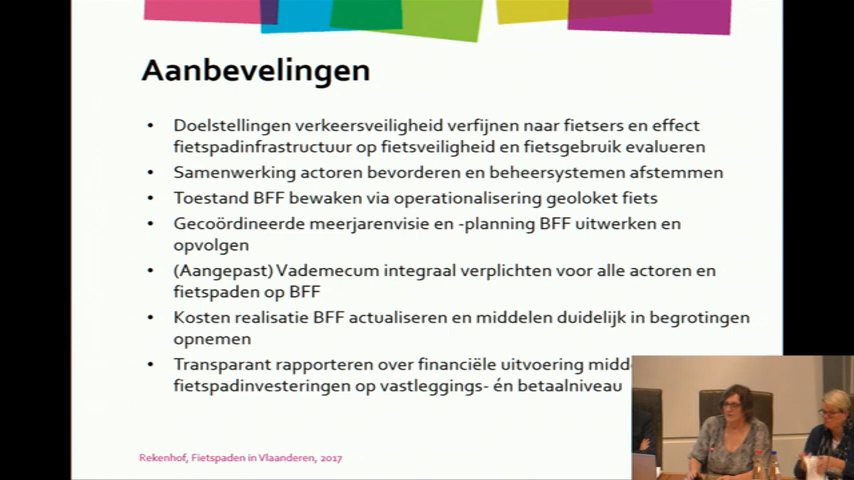 Aanbevelingen
• Doelstellingen verkeersveiligheid verfijnen naar fietsers en effect
fietspadinfrastructuur op fietsveiligheid en fietsgebruik evalueren
• Samenwerking actoren bevorderen en beheersystemen afstemmen
• Toestand BFF bewaken via operationalisering geoloket fiets
• Gecoördineerde meerjarenvisie en -planning BFF uitwerken en
opvolgen
• (Aangepast) Vademecum integraal verplichten voor alle actoren en
fietspaden op BFF
• Kosten realisatie BFF actualiseren en middelen duidelijk in begrotingen
opnemen
• Transparant rapporteren over financiële uitvoering
fietspadinvesteringen op vastleggings- én betaalniveau
Rekenhof, Fietspaden in Vlaanderen, 2017